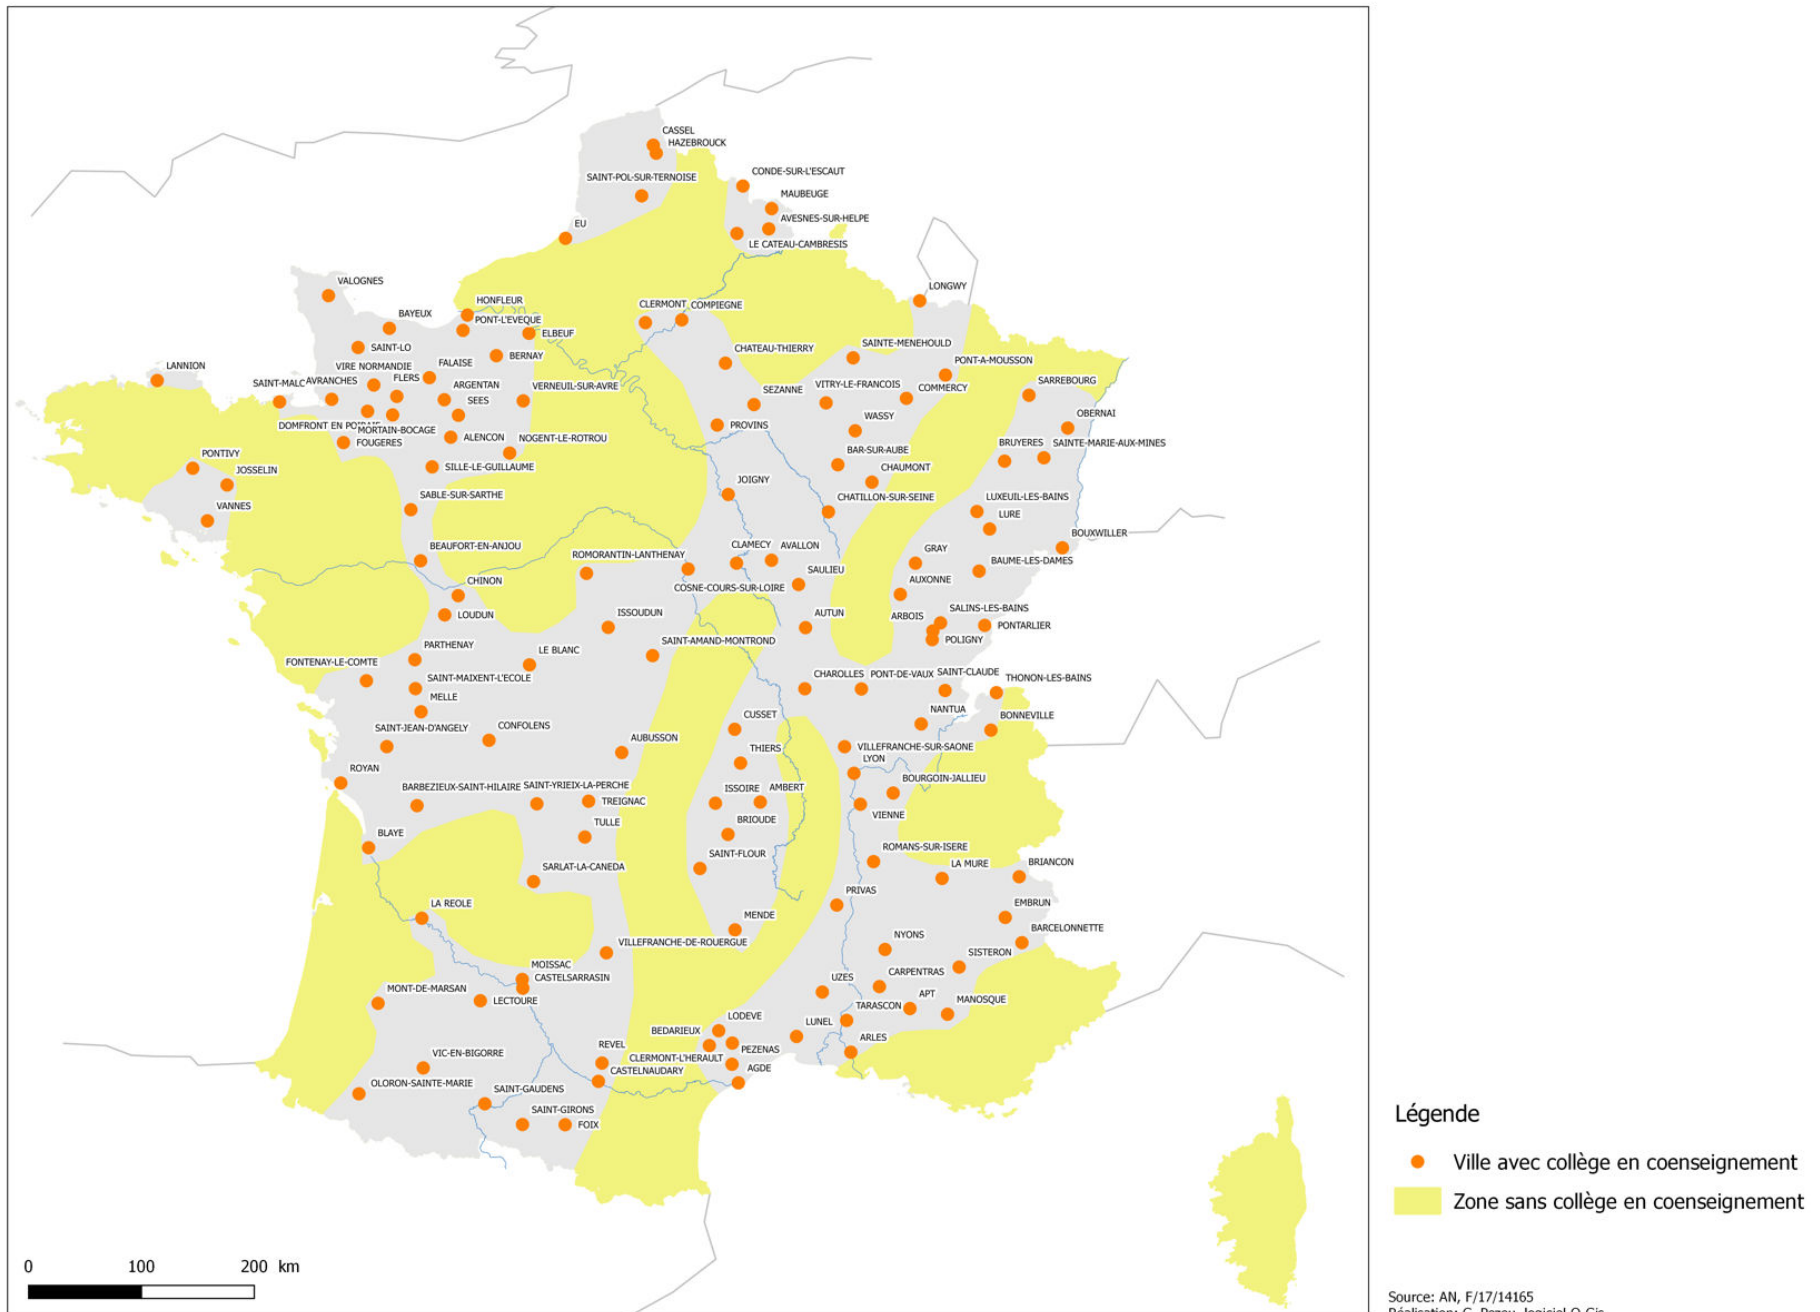 CASSEL
HAZEBROUCK
SAINT-POL-SUR-TERNOISE
CONDE-SUR-L'ESCAUT
MAUBEUGE
AVESNES-SUR-HELPE
LE CATEAU-CAMBRESIS
EU
VALOGNES
BAYEUX
HONFLEUR
PONT-L'EVEQUE
ELBEUF
CLERMONT
COMPIEGNE
LONGWY
SAINT-LO
FALAISE
BERNAY
CHATEAU-THIERRY
SAINTE-MENEHOULD
PONT-A-MOUSSON
LANNION
SAINT-MALO
AVRANCHES
VIRE NORMANDIE
FLERS
ARGENTAN
SEES
VERNEUIL-SUR-AVRE
SEZANNE
VITRY-LE-FRANCOIS
COMMERCY
SARREBOURG
DOMFRONT EN POIRAIE
MORTAIN-BOCAGE
FOUGERES
ALENCON
NOGENT-LE-ROTROU
PROVINS
WASSY
OBERNAI
BRUYERES
SAINTE-MARIE-AUX-MINES
PONTIVY
JOSSELIN
VANNES
SILLE-LE-GUILLAUME
SABLE-SUR-SARTHE
BAR-SUR-AUBE
CHAUMONT
JOIGNY
CHATILLON-SUR-SEINE
LUXEUIL-LES-BAINS
LURE
BOUXWILLER
BEAUFORT-EN-ANJOU
CHINON
LOUDUN
ROMORANTIN-LANTHENAY
CLAMECY
AVALLON
COSNE-COURS-SUR-LOIRE
SAULIEU
GRAY
BAUME-LES-DAMES
AUXONNE
ISSOUDUN
AUTUN
ARBOIS
SALINS-LES-BAINS
POLIGNY
PONTARLIER
PARTHENAY
FONTENAY-LE-COMTE
SAINT-MAIXENT-L'ECOLE
MELLE
LE BLANC
SAINT-AMAND-MONTROND
CHAROLLES
PONT-DE-VAUX
SAINT-CLAUDE
THONON-LES-BAINS
NANTUA
BONNEVILLE
SAINT-JEAN-D'ANGELY
CONFOLENS
AUBUSSON
CUSSET
THIERS
VILLEFRANCHE-SUR-SAONE
LYON
BOURGOIN-JALLIEU
VIENNE
ROYAN
BARBEZIEUX-SAINT-HILAIRE
SAINT-YRIEIX-LA-PERCHE
TREIGNAC
ISSOIRE
AMBERT
BRIOUDE
TULLE
BLAYE
SARLAT-LA-CANEDA
SAINT-FLOUR
ROMANS-SUR-ISERE
LA MURE
BRIANCON
LA REOLE
MENDE
PRIVAS
EMBRUN
BARCELONNETTE
VILLEFRANCHE-DE-ROUERGUE
NYONS
SISTERON
MOISSAC
CASTELSARRASIN
MONT-DE-MARSAN
LECTOURE
UZES
CARPENTRAS
TARASCON
APT
MANOSQUE
LODEVE
BEDARIEUX
LUNEL
ARLES
VIC-EN-BIGORRE
OLORON-SAINTE-MARIE
REVEL
CLERMONT-L'HERAULT
PEZENAS
CASTELNAUDARY
AGDE
SAINT-GAUDENS
SAINT-GIRONS
FOIX
0 100 200 km
Légende
Ville avec collège en coenseignement
Zone sans collège en coenseignement
Source: AN, F/17/14165